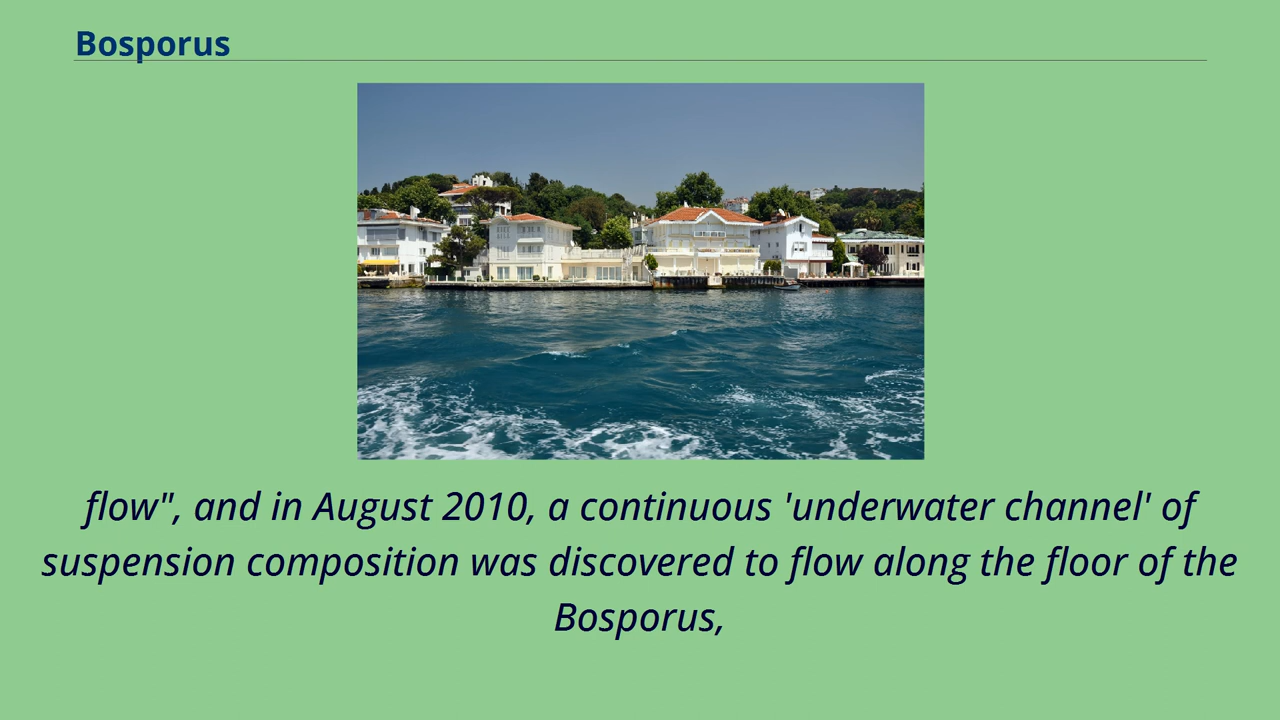 Bosporus
flow", and in August 2010, a continuous 'underwater channel' of
suspension composition was discovered to flow along the floor of the
Bosporus,